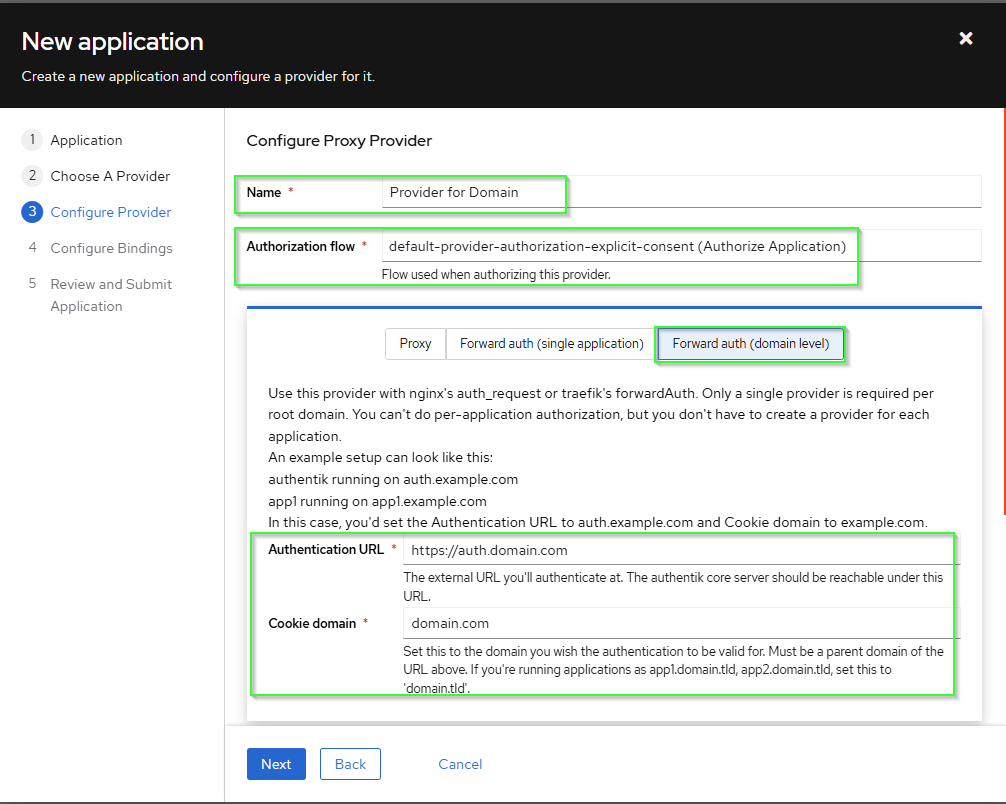 New application
Create a new application and configure a provider for it.
1 Application
2 Choose A Provider
3 Configure Provider
4 Configure Bindings
5 Review and Submit
Application
Configure Proxy Provider
Name * Provider for Domain
Authorization flow * default-provider-authorization-explicit-consent (Authorize Application)
Flow used when authorizing this provider.
Proxy Forward auth (single application) Forward auth (domain level)
Use this provider with nginx's auth_request or traefik's forwardAuth. Only a single provider is required per
root domain. You can't do per-application authorization, but you don't have to create a provider for each
application.
An example setup can look like this:
authentik running on auth.example.com
app1 running on app1.example.com
In this case, you'd set the Authentication URL to auth.example.com and Cookie domain to example.com.
Authentication URL * https://auth.domain.com
The external URL you'll authenticate at. The authentik core server should be reachable under this
URL.
Cookie domain * domain.com
Set this to the domain you wish the authentication to be valid for. Must be a parent domain of the
URL above. If you're running applications as app1.domain.tld, app2.domain.tld, set this to
'domain.tld'.
Next Back Cancel